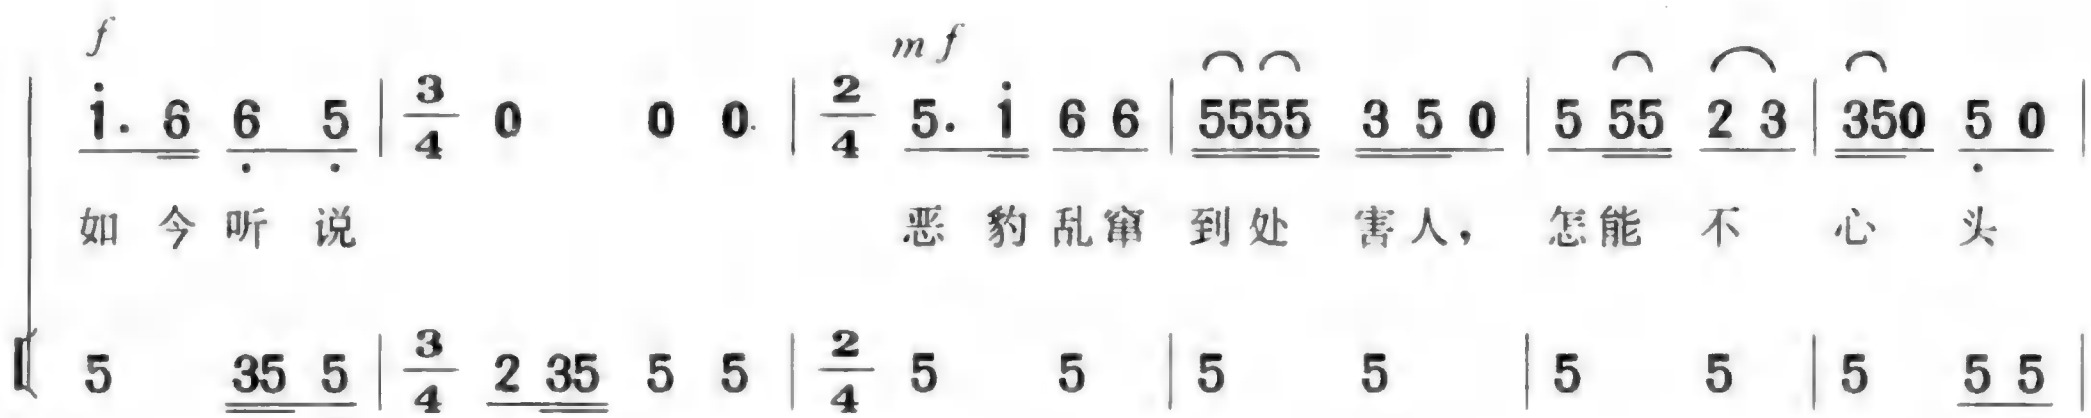 f mf
i̇. 6 6̣ 5̣ | 3/4 0 0 0 | 2/4 5. i̇ 6 6 | 5555 3 5 0 | 5 55 2 3 | 350 5̣ 0 |
如今听说 恶豹乱窜到处害人，怎能不心头
5 35 5 | 3/4 2 35 5 5 | 2/4 5 5 | 5 5 | 5 5 | 5 5 5 |